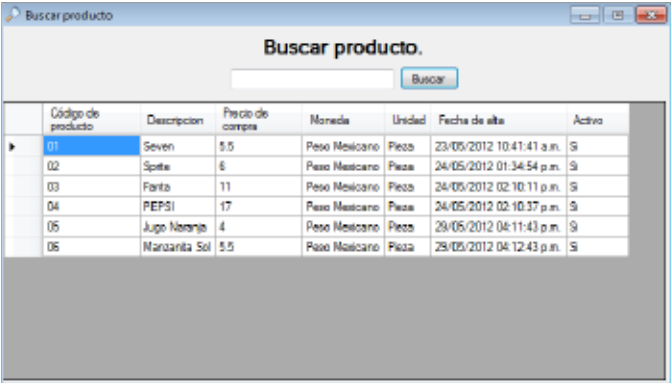 Buscar producto
Buscar producto.
Buscar
Código de producto Descripcion Precio de compra Moneda Unidad Fecha de alta Activo
01 Seven 5.5 Peso Mexicano Pieza 23/05/2012 10:41:41 a.m. Si
02 Sprite 6 Peso Mexicano Pieza 24/05/2012 01:34:54 p.m. Si
03 Fanta 11 Peso Mexicano Pieza 24/05/2012 02:10:11 p.m. Si
04 PEPSI 17 Peso Mexicano Pieza 24/05/2012 02:10:37 p.m. Si
05 Jugo Naranja 4 Peso Mexicano Pieza 29/05/2012 04:11:43 p.m. Si
06 Manzanita Sol 5.5 Peso Mexicano Pieza 29/05/2012 04:12:43 p.m. Si